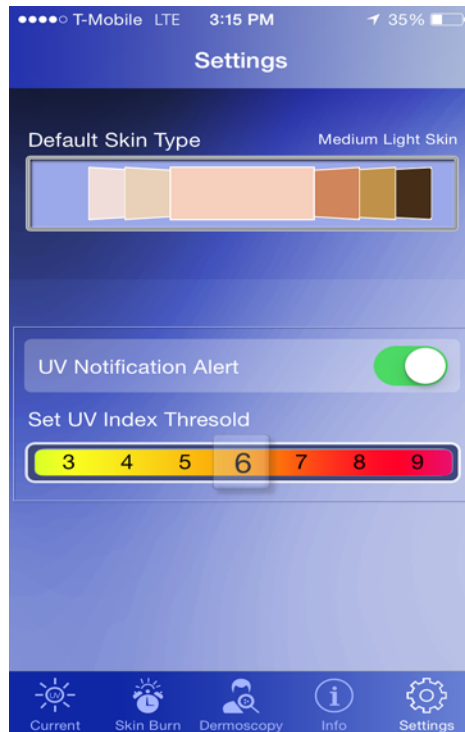 T-Mobile LTE 3:15 PM 35%
Settings
Default Skin Type Medium Light Skin
UV Notification Alert
Set UV Index Thresold
3 4 5 6 7 8 9
UV
Current Skin Burn Dermoscopy Info Settings